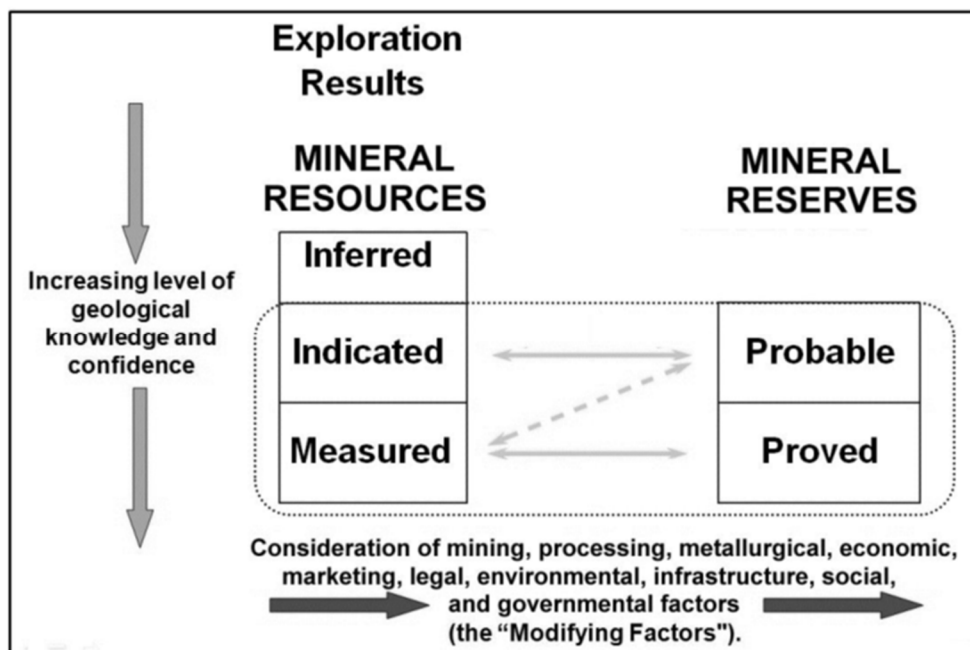 Exploration
Results
MINERAL
RESOURCES
MINERAL
RESERVES
Inferred
Increasing level of
geological
knowledge and
confidence
Indicated
Probable
Measured
Proved
Consideration of mining, processing, metallurgical, economic,
marketing, legal, environmental, infrastructure, social,
and governmental factors
(the “Modifying Factors").